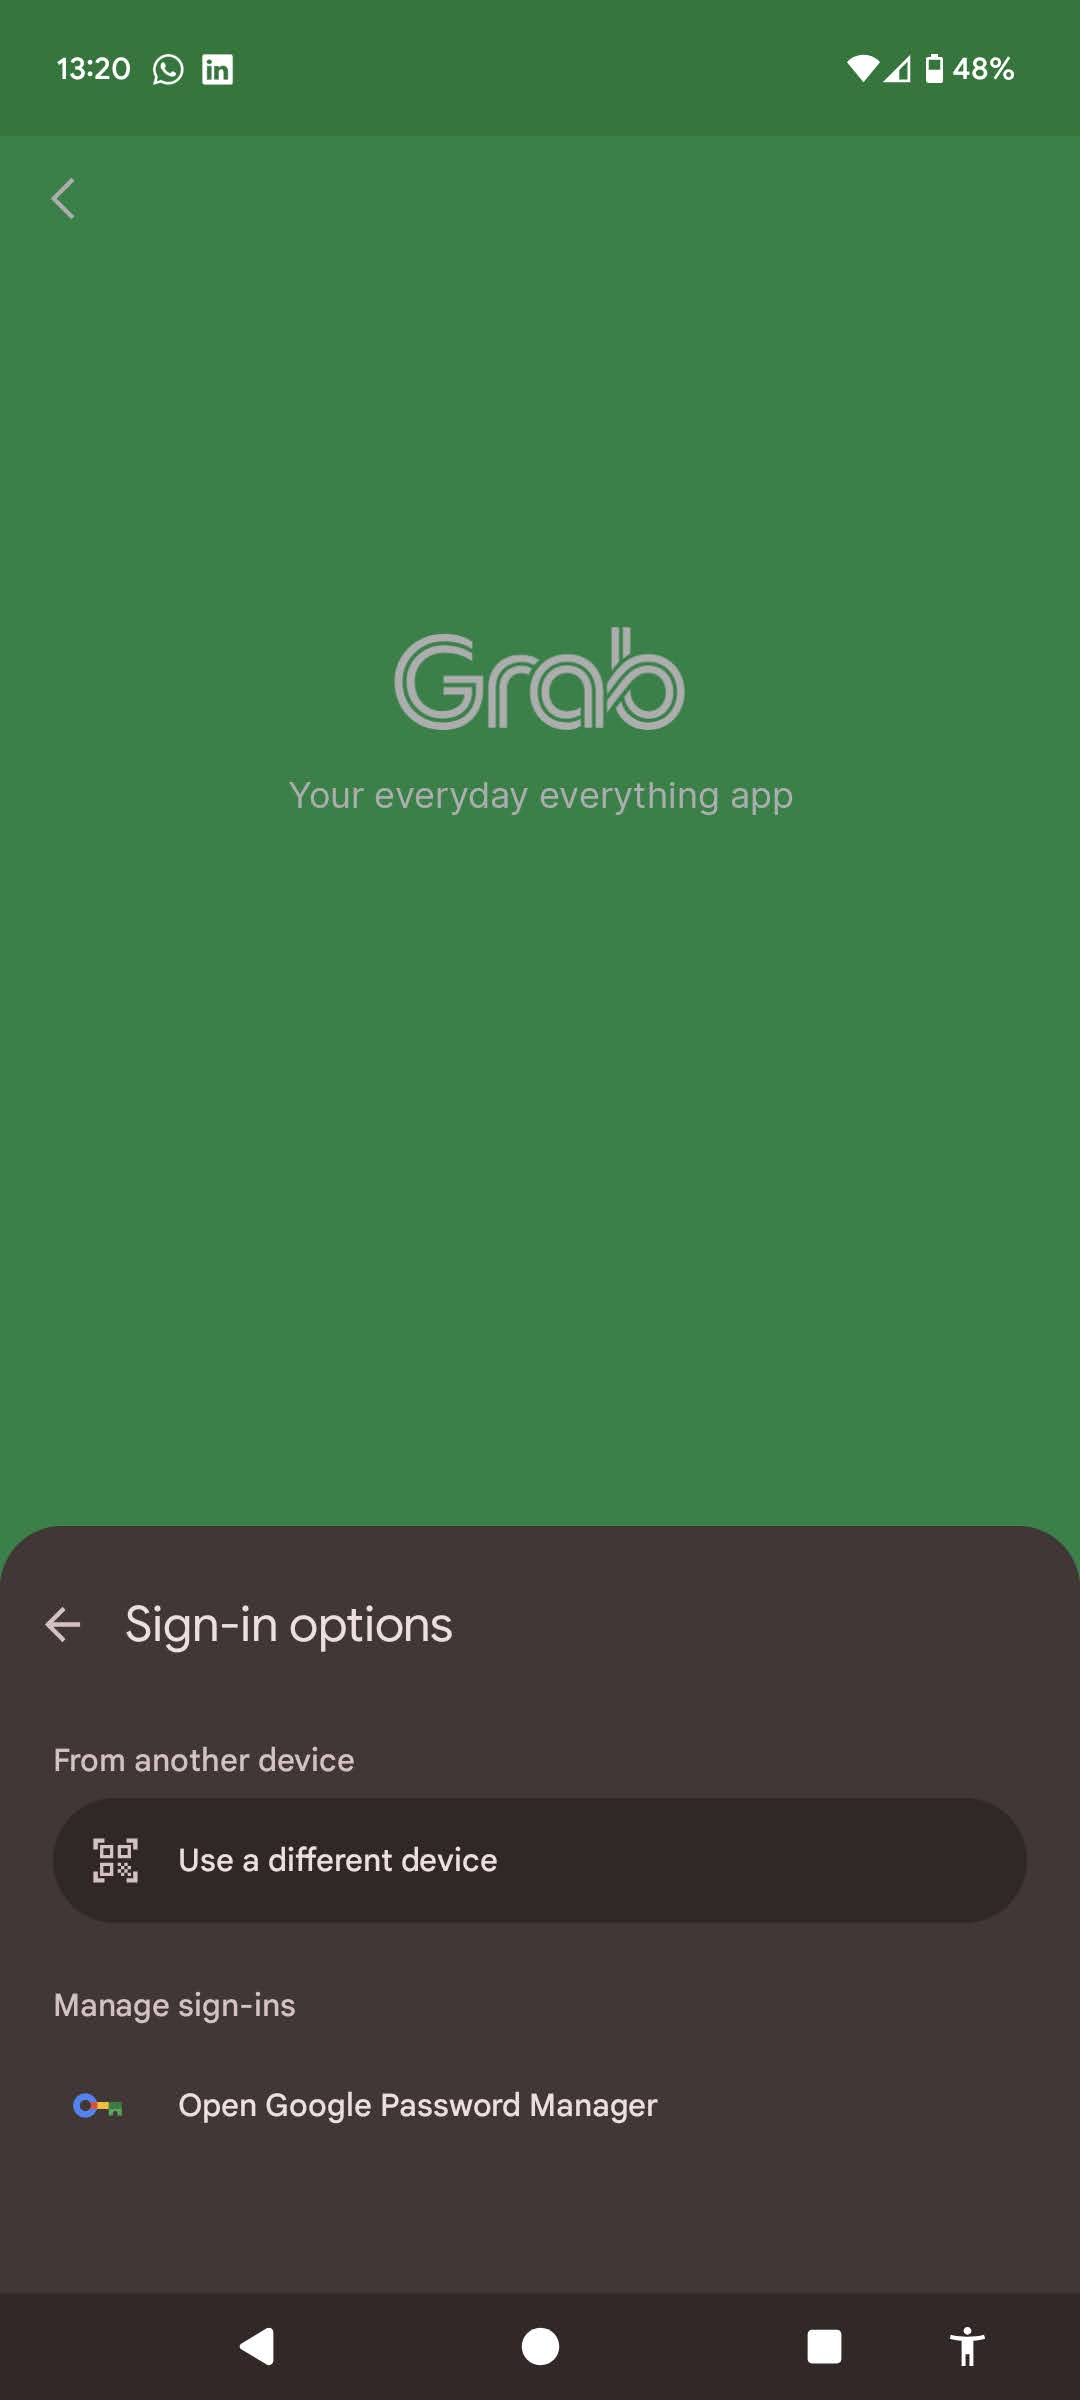 13:20
48%
Grab
Your everyday everything app
Sign-in options
From another device
Use a different device
Manage sign-ins
Open Google Password Manager